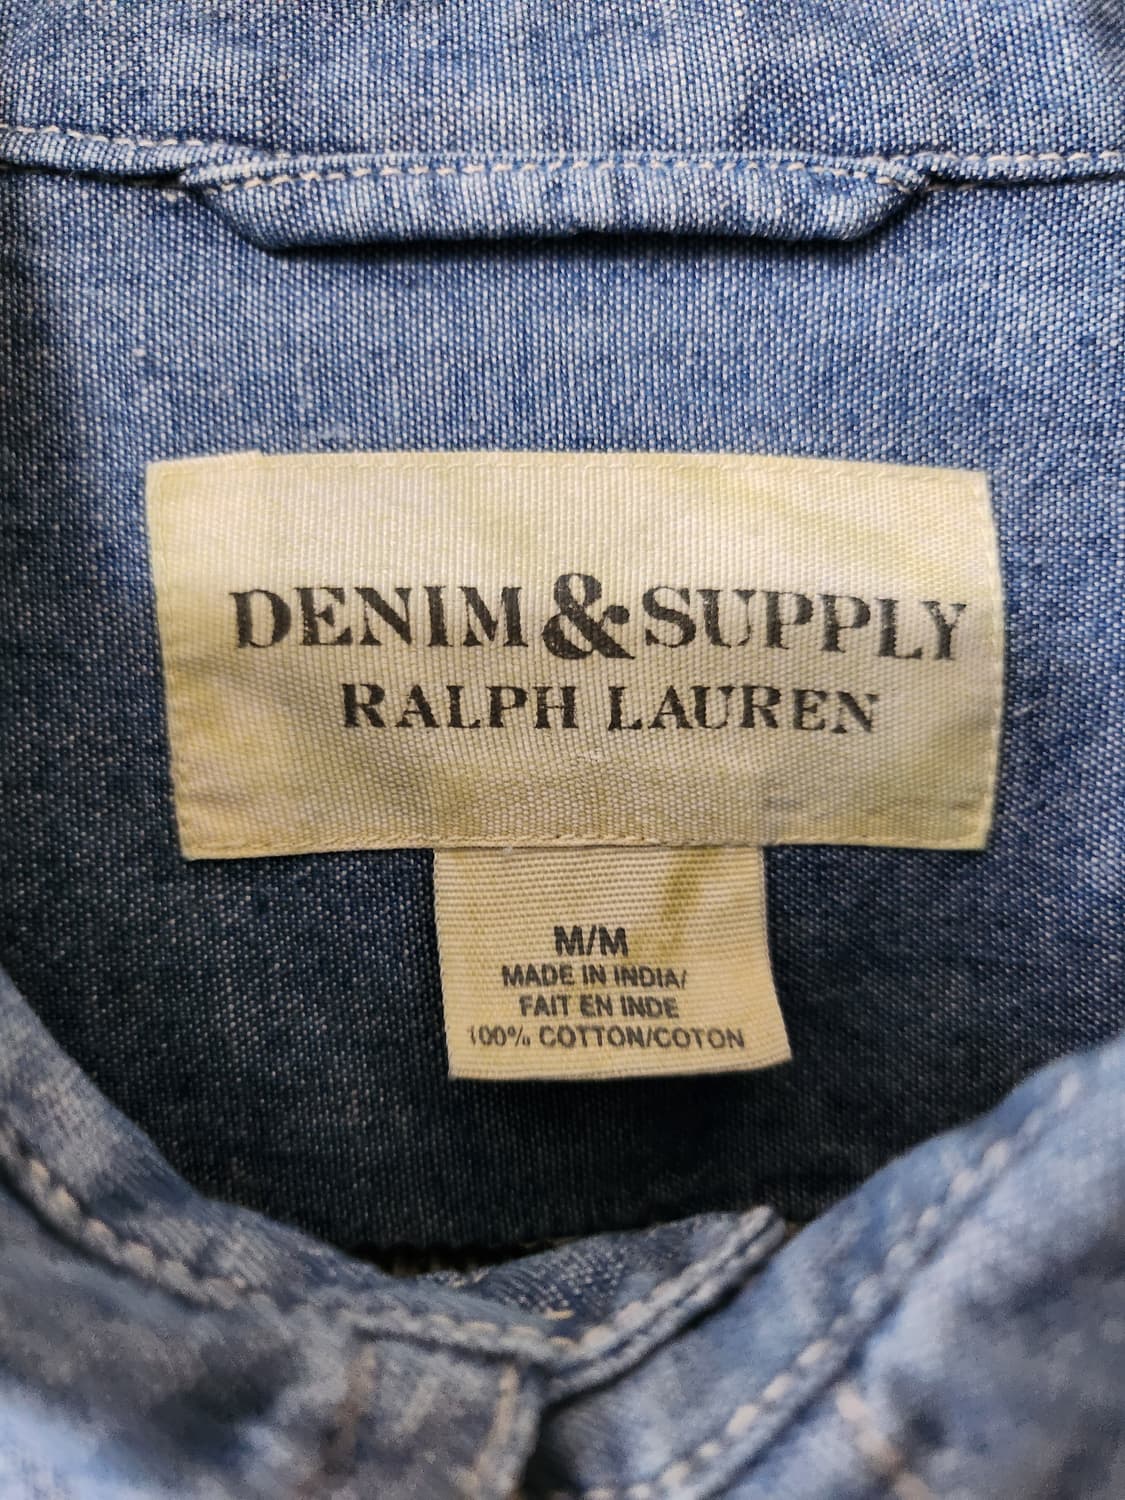 DENIM & SUPPLY
RALPH LAUREN
M/M
MADE IN INDIA/
FAIT EN INDE
100% COTTON/COTON